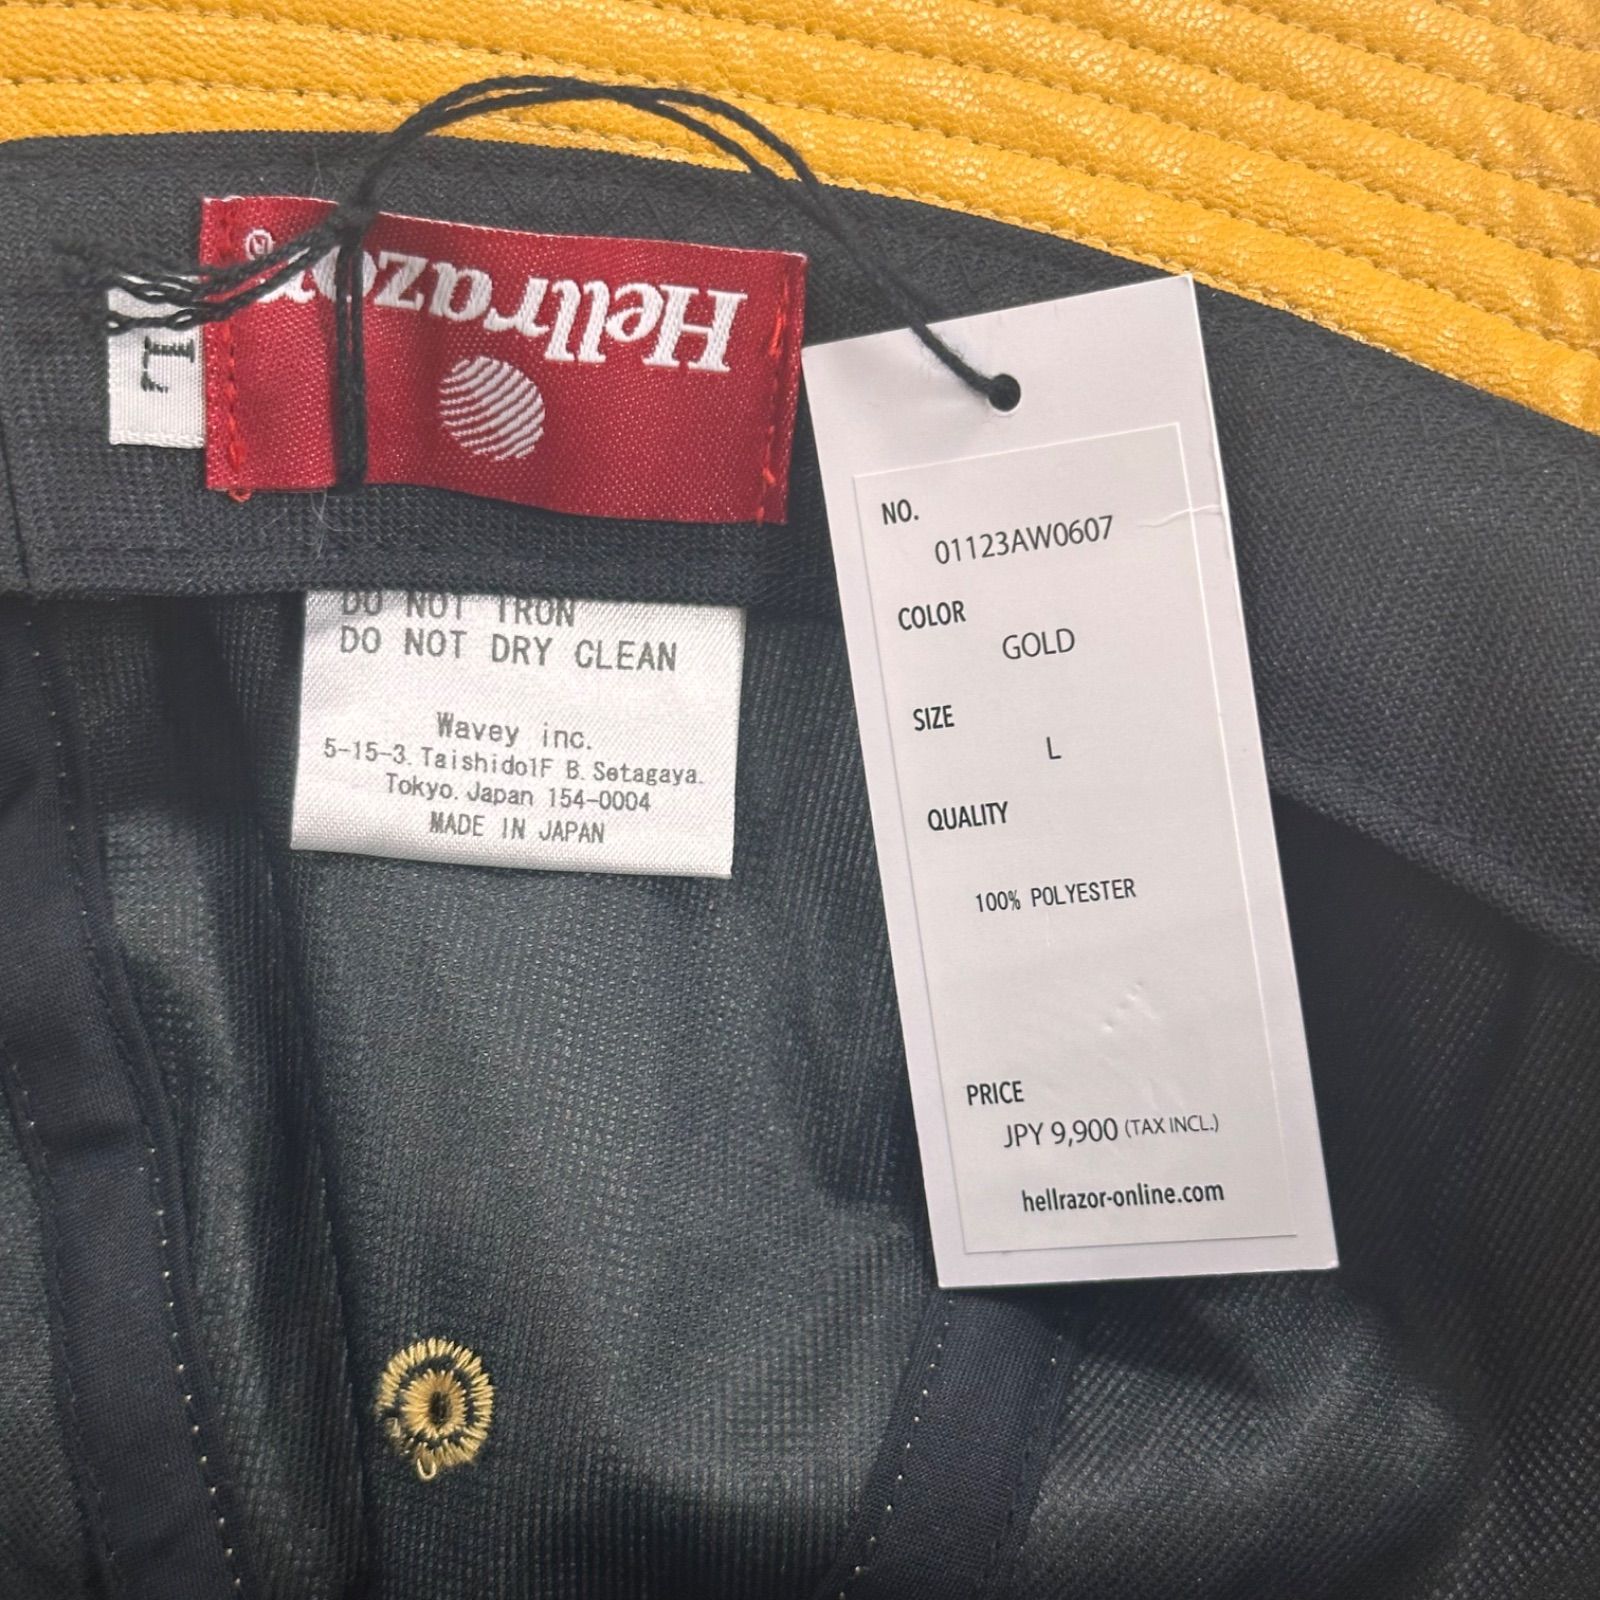 Hellrazor®
L
DO NOT IRON
DO NOT DRY CLEAN
Wavey inc.
5-15-3. Taishido1F B. Setagaya.
Tokyo. Japan 154-0004
MADE IN JAPAN
NO.
01123AW0607
COLOR
GOLD
SIZE
L
QUALITY
100% POLYESTER
PRICE
JPY 9,900 (TAX INCL.)
hellrazor-online.com